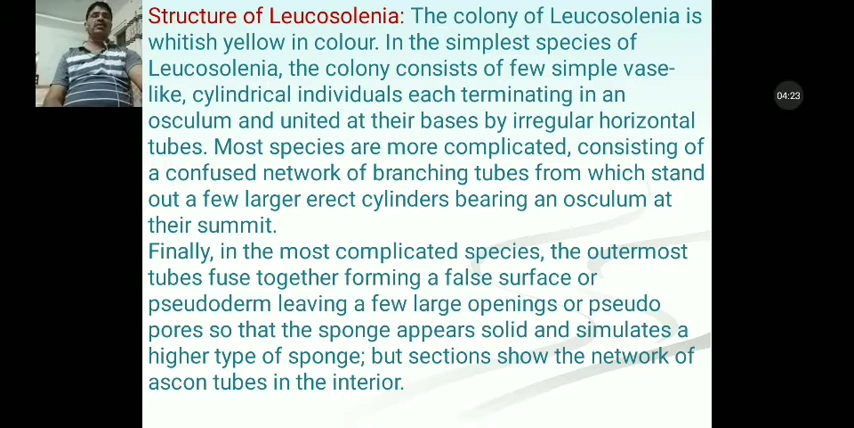 Structure of Leucosolenia: The colony of Leucosolenia is
whitish yellow in colour. In the simplest species of
Leucosolenia, the colony consists of few simple vase-
like, cylindrical individuals each terminating in an
osculum and united at their bases by irregular horizontal
tubes. Most species are more complicated, consisting of
a confused network of branching tubes from which stand
out a few larger erect cylinders bearing an osculum at
their summit.
Finally, in the most complicated species, the outermost
tubes fuse together forming a false surface or
pseudoderm leaving a few large openings or pseudo
pores so that the sponge appears solid and simulates a
higher type of sponge; but sections show the network of
ascon tubes in the interior.
04:23